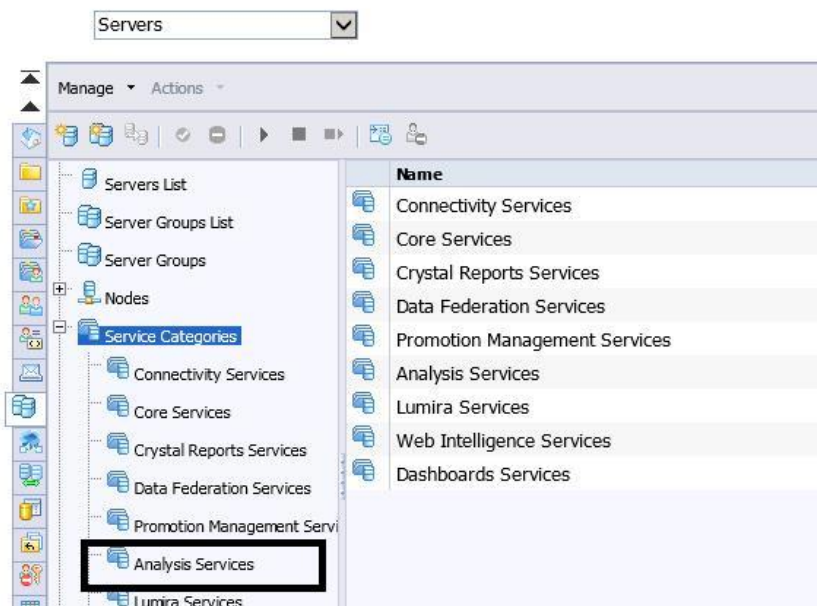 Servers
Manage Actions
Servers List
Server Groups List
Server Groups
Nodes
Service Categories
Connectivity Services
Core Services
Crystal Reports Services
Data Federation Services
Promotion Management Servi
Analysis Services
Lumira Services
Name
Connectivity Services
Core Services
Crystal Reports Services
Data Federation Services
Promotion Management Services
Analysis Services
Lumira Services
Web Intelligence Services
Dashboards Services